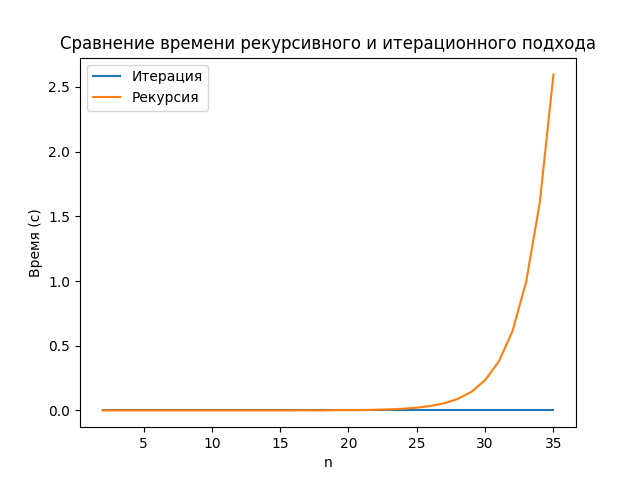 Сравнение времени рекурсивного и итерационного подхода
Итерация
Рекурсия
Время (с)
2.5
2.0
1.5
1.0
0.5
0.0
5 10 15 20 25 30 35
n